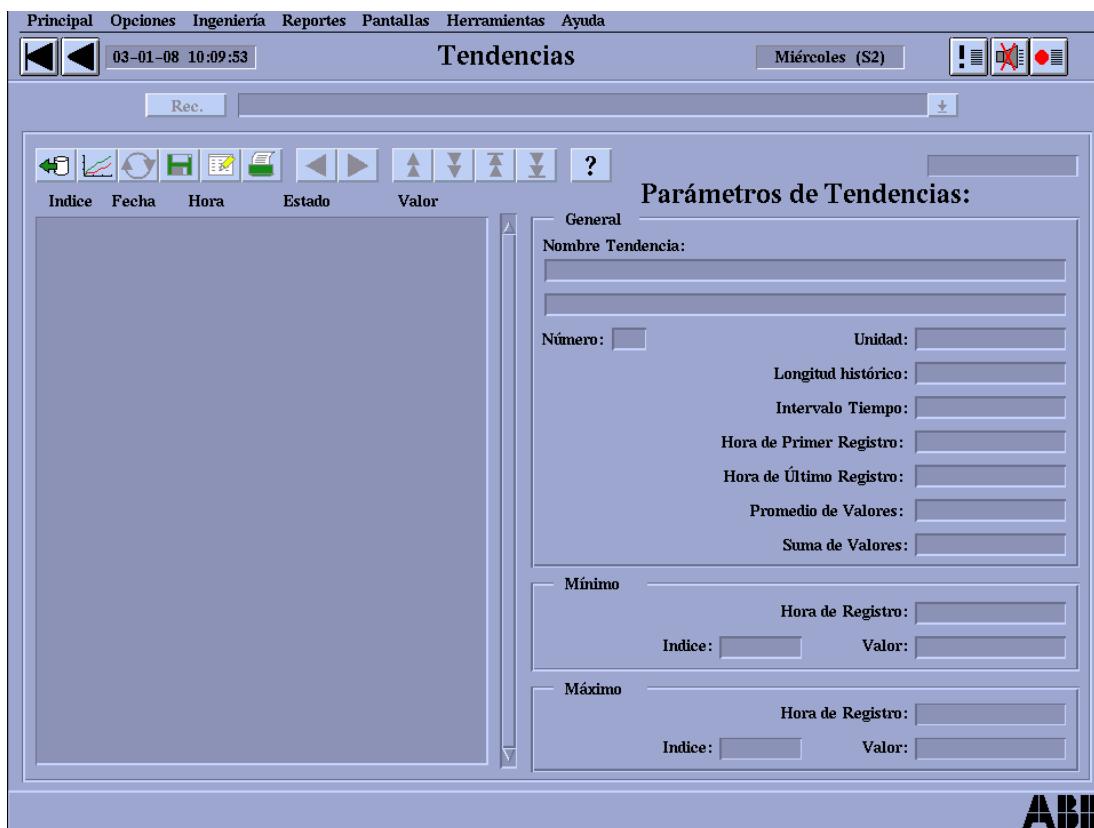 Principal Opciones Ingeniería Reportes Pantallas Herramientas Ayuda
03-01-08 10:09:53 Tendencias Miércoles (S2)
Rec.
?
Parámetros de Tendencias:
Indice Fecha Hora Estado Valor
General
Nombre Tendencia:
Número: Unidad:
Longitud histórico:
Intervalo Tiempo:
Hora de Primer Registro:
Hora de Último Registro:
Promedio de Valores:
Suma de Valores:
Mínimo
Hora de Registro:
Indice: Valor:
Máximo
Hora de Registro:
Indice: Valor:
ABB